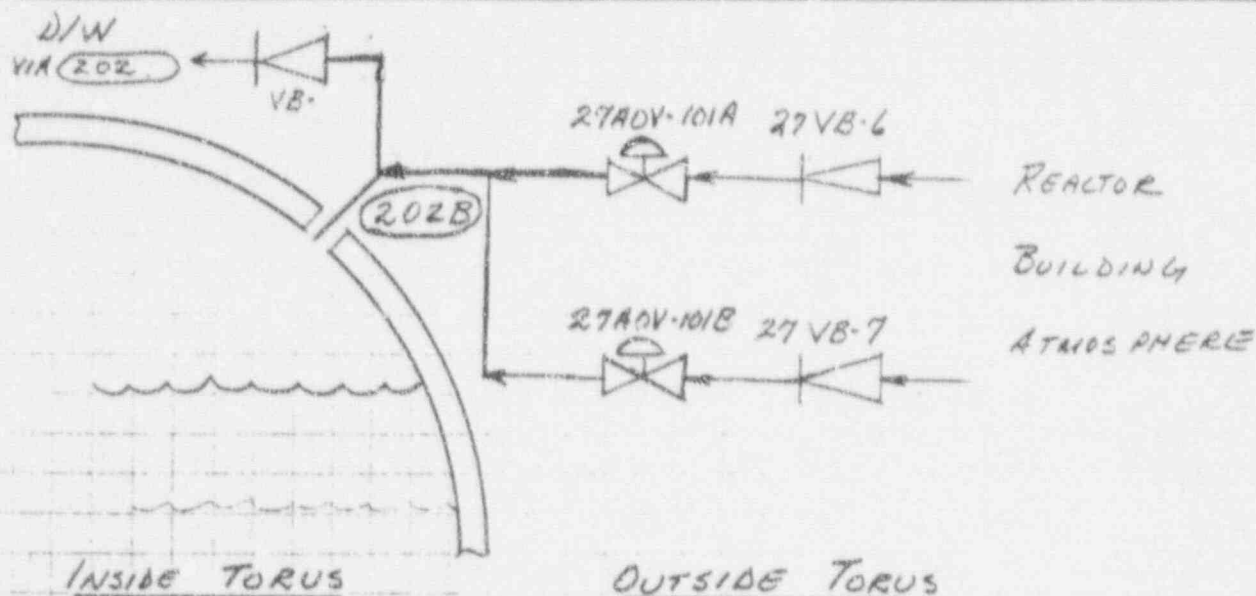 D/W
VIA 202
VB-
27AOV-101A 27VB-6
REACTOR
202B
BUILDING
27AOV-101B 27VB-7
ATMOSPHERE
INSIDE TORUS OUTSIDE TORUS